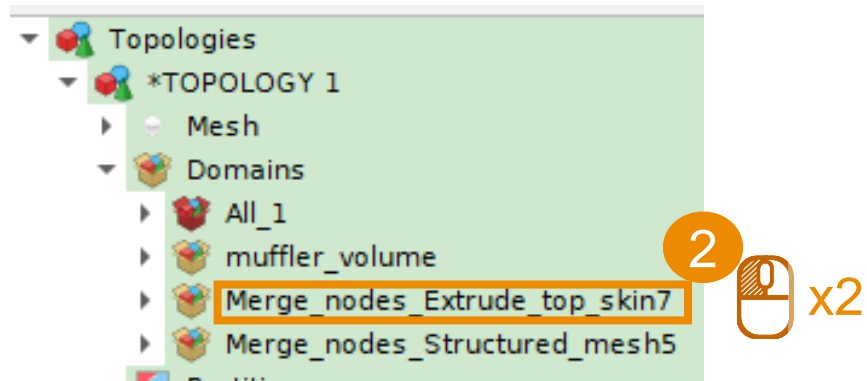 Topologies
*TOPOLOGY 1
Mesh
Domains
All_1
muffler_volume
2
Merge_nodes_Extrude_top_skin7
x2
Merge_nodes_Structured_mesh5